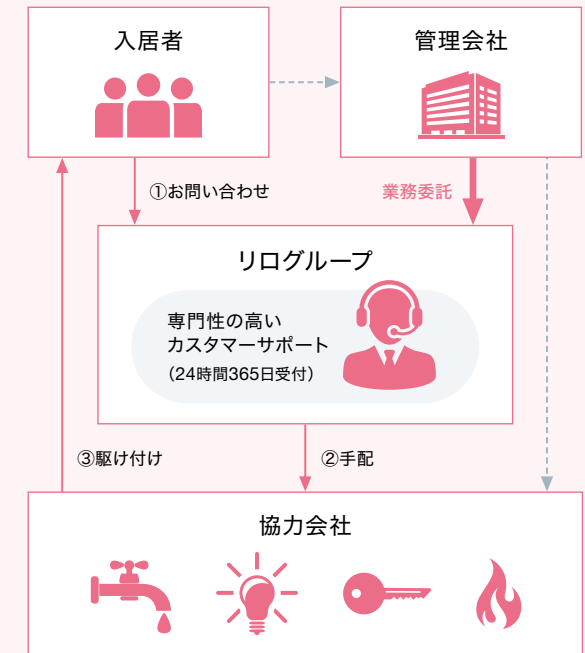 入居者
管理会社
①お問い合わせ
業務委託
リログループ
専門性の高い
カスタマーサポート
（24時間365日受付）
③駆け付け
②手配
協力会社